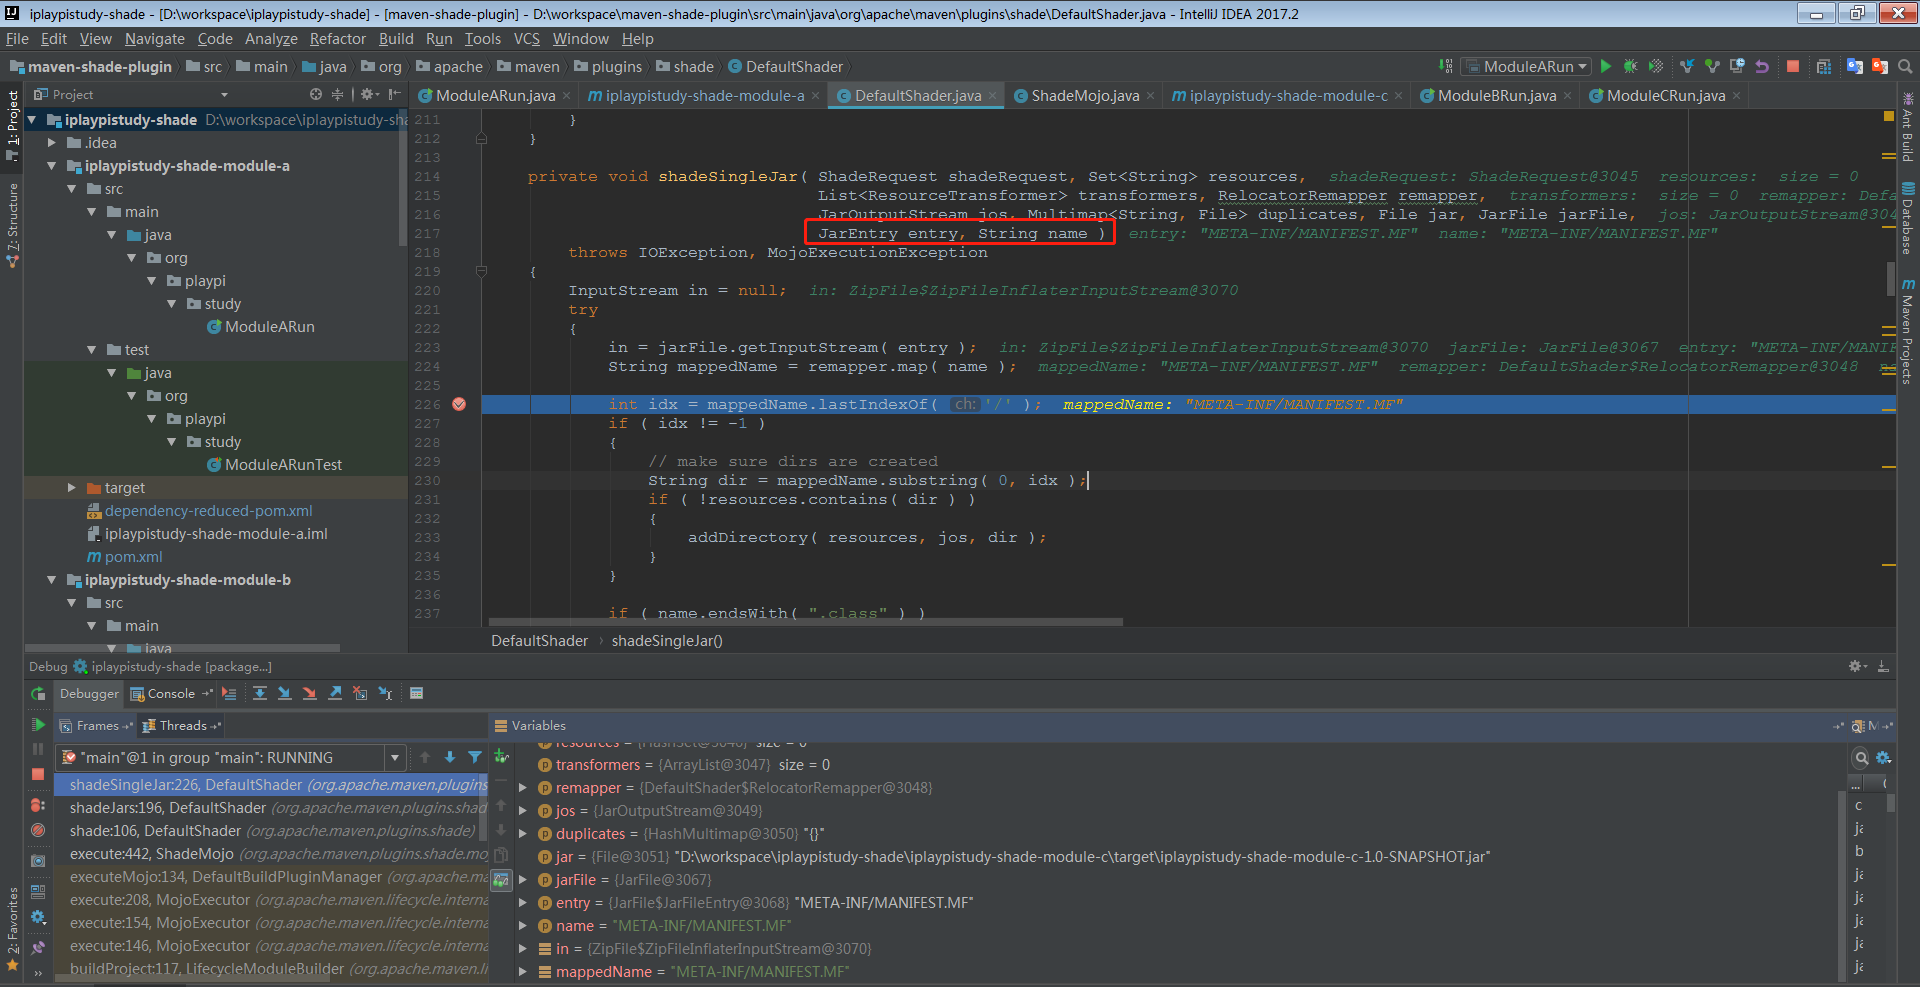 iplaypistudy-shade - [D:\workspace\iplaypistudy-shade] - [maven-shade-plugin] - D:\workspace\maven-shade-plugin\src\main\java\org\apache\maven\plugins\shade\DefaultShader.java - IntelliJ IDEA 2017.2
File Edit View Navigate Code Analyze Refactor Build Run Tools VCS Window Help
maven-shade-plugin src main java org apache maven plugins shade DefaultShader
ModuleARun
Project
ModuleARun.java iplaypistudy-shade-module-a DefaultShader.java ShadeMojo.java iplaypistudy-shade-module-c ModuleBRun.java ModuleCRun.java
1: Project
7: Structure
2: Favorites
Ant Build
Database
Maven Projects
iplaypistudy-shade D:\workspace\iplaypistudy-sha
.idea
iplaypistudy-shade-module-a
src
main
java
org
playpi
study
ModuleARun
test
java
org
playpi
study
ModuleARunTest
target
dependency-reduced-pom.xml
iplaypistudy-shade-module-a.iml
pom.xml
iplaypistudy-shade-module-b
src
main
java
211 }
212 }
213
214 private void shadeSingleJar( ShadeRequest shadeRequest, Set<String> resources, shadeRequest: ShadeRequest@3045 resources: size = 0
215 List<ResourceTransformer> transformers, RelocatorRemapper remapper, transformers: size = 0 remapper: Defa
216 JarOutputStream jos, Multimap<String, File> duplicates, File jar, JarFile jarFile, jos: JarOutputStream@304
217 JarEntry entry, String name ) entry: "META-INF/MANIFEST.MF" name: "META-INF/MANIFEST.MF"
218 throws IOException, MojoExecutionException
219 {
220 InputStream in = null; in: ZipFile$ZipFileInflaterInputStream@3070
221 try
222 {
223 in = jarFile.getInputStream( entry ); in: ZipFile$ZipFileInflaterInputStream@3070 jarFile: JarFile@3067 entry: "META-INF/MANIF
224 String mappedName = remapper.map( name ); mappedName: "META-INF/MANIFEST.MF" remapper: DefaultShader$RelocatorRemapper@3048
225
226 int idx = mappedName.lastIndexOf( ch: '/' ); mappedName: "META-INF/MANIFEST.MF"
227 if ( idx != -1 )
228 {
229 // make sure dirs are created
230 String dir = mappedName.substring( 0, idx );
231 if ( !resources.contains( dir ) )
232 {
233 addDirectory( resources, jos, dir );
234 }
235 }
236
237 if ( name.endsWith( ".class" ) )
DefaultShader shadeSingleJar()
Debug iplaypistudy-shade [package...]
Debugger Console
Frames Threads
"main"@1 in group "main": RUNNING
shadeSingleJar:226, DefaultShader (org.apache.maven.plugins
shadeJars:196, DefaultShader (org.apache.maven.plugins.shad
shade:106, DefaultShader (org.apache.maven.plugins.shade)
execute:442, ShadeMojo (org.apache.maven.plugins.shade.mo
executeMojo:134, DefaultBuildPluginManager (org.apache.ma
execute:208, MojoExecutor (org.apache.maven.lifecycle.interna
execute:154, MojoExecutor (org.apache.maven.lifecycle.interna
execute:146, MojoExecutor (org.apache.maven.lifecycle.interna
buildProject:117, LifecycleModuleBuilder (org.apache.maven.li
Variables
resources = {HashSet@3046} size = 0
transformers = {ArrayList@3047} size = 0
remapper = {DefaultShader$RelocatorRemapper@3048}
jos = {JarOutputStream@3049}
duplicates = {HashMultimap@3050} "{}"
jar = {File@3051} "D:\workspace\iplaypistudy-shade\iplaypistudy-shade-module-c\target\iplaypistudy-shade-module-c-1.0-SNAPSHOT.jar"
jarFile = {JarFile@3067}
entry = {JarFile$JarFileEntry@3068} "META-INF/MANIFEST.MF"
name = "META-INF/MANIFEST.MF"
in = {ZipFile$ZipFileInflaterInputStream@3070}
mappedName = "META-INF/MANIFEST.MF"
M
...
c
ja
b
ja
ja
ja
ja
ja